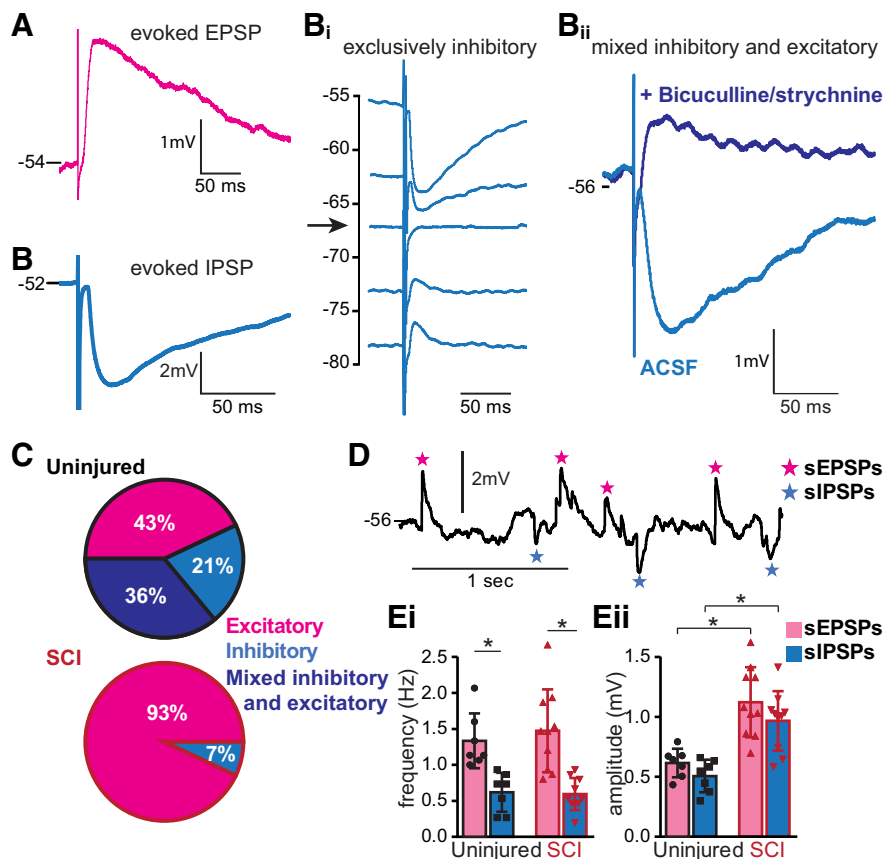 A
evoked EPSP
-54
1mV
50 ms
B
evoked IPSP
-52
2mV
50 ms
Bi
exclusively inhibitory
-55
-60
-65
-70
-75
-80
50 ms
Bii
mixed inhibitory and excitatory
+ Bicuculline/strychnine
-56
ACSF
1mV
50 ms
C
Uninjured
43%
21%
36%
Excitatory
Inhibitory
Mixed inhibitory
and excitatory
SCI
93%
7%
D
2mV
-56
1 sec
sEPSPs
sIPSPs
Ei
frequency (Hz)
2.5
2.0
1.5
1.0
0.5
0.0
* *
Uninjured SCI
Eii
sEPSPs
sIPSPs
amplitude (mV)
1.5
1.0
0.5
0.0
*
*
Uninjured SCI